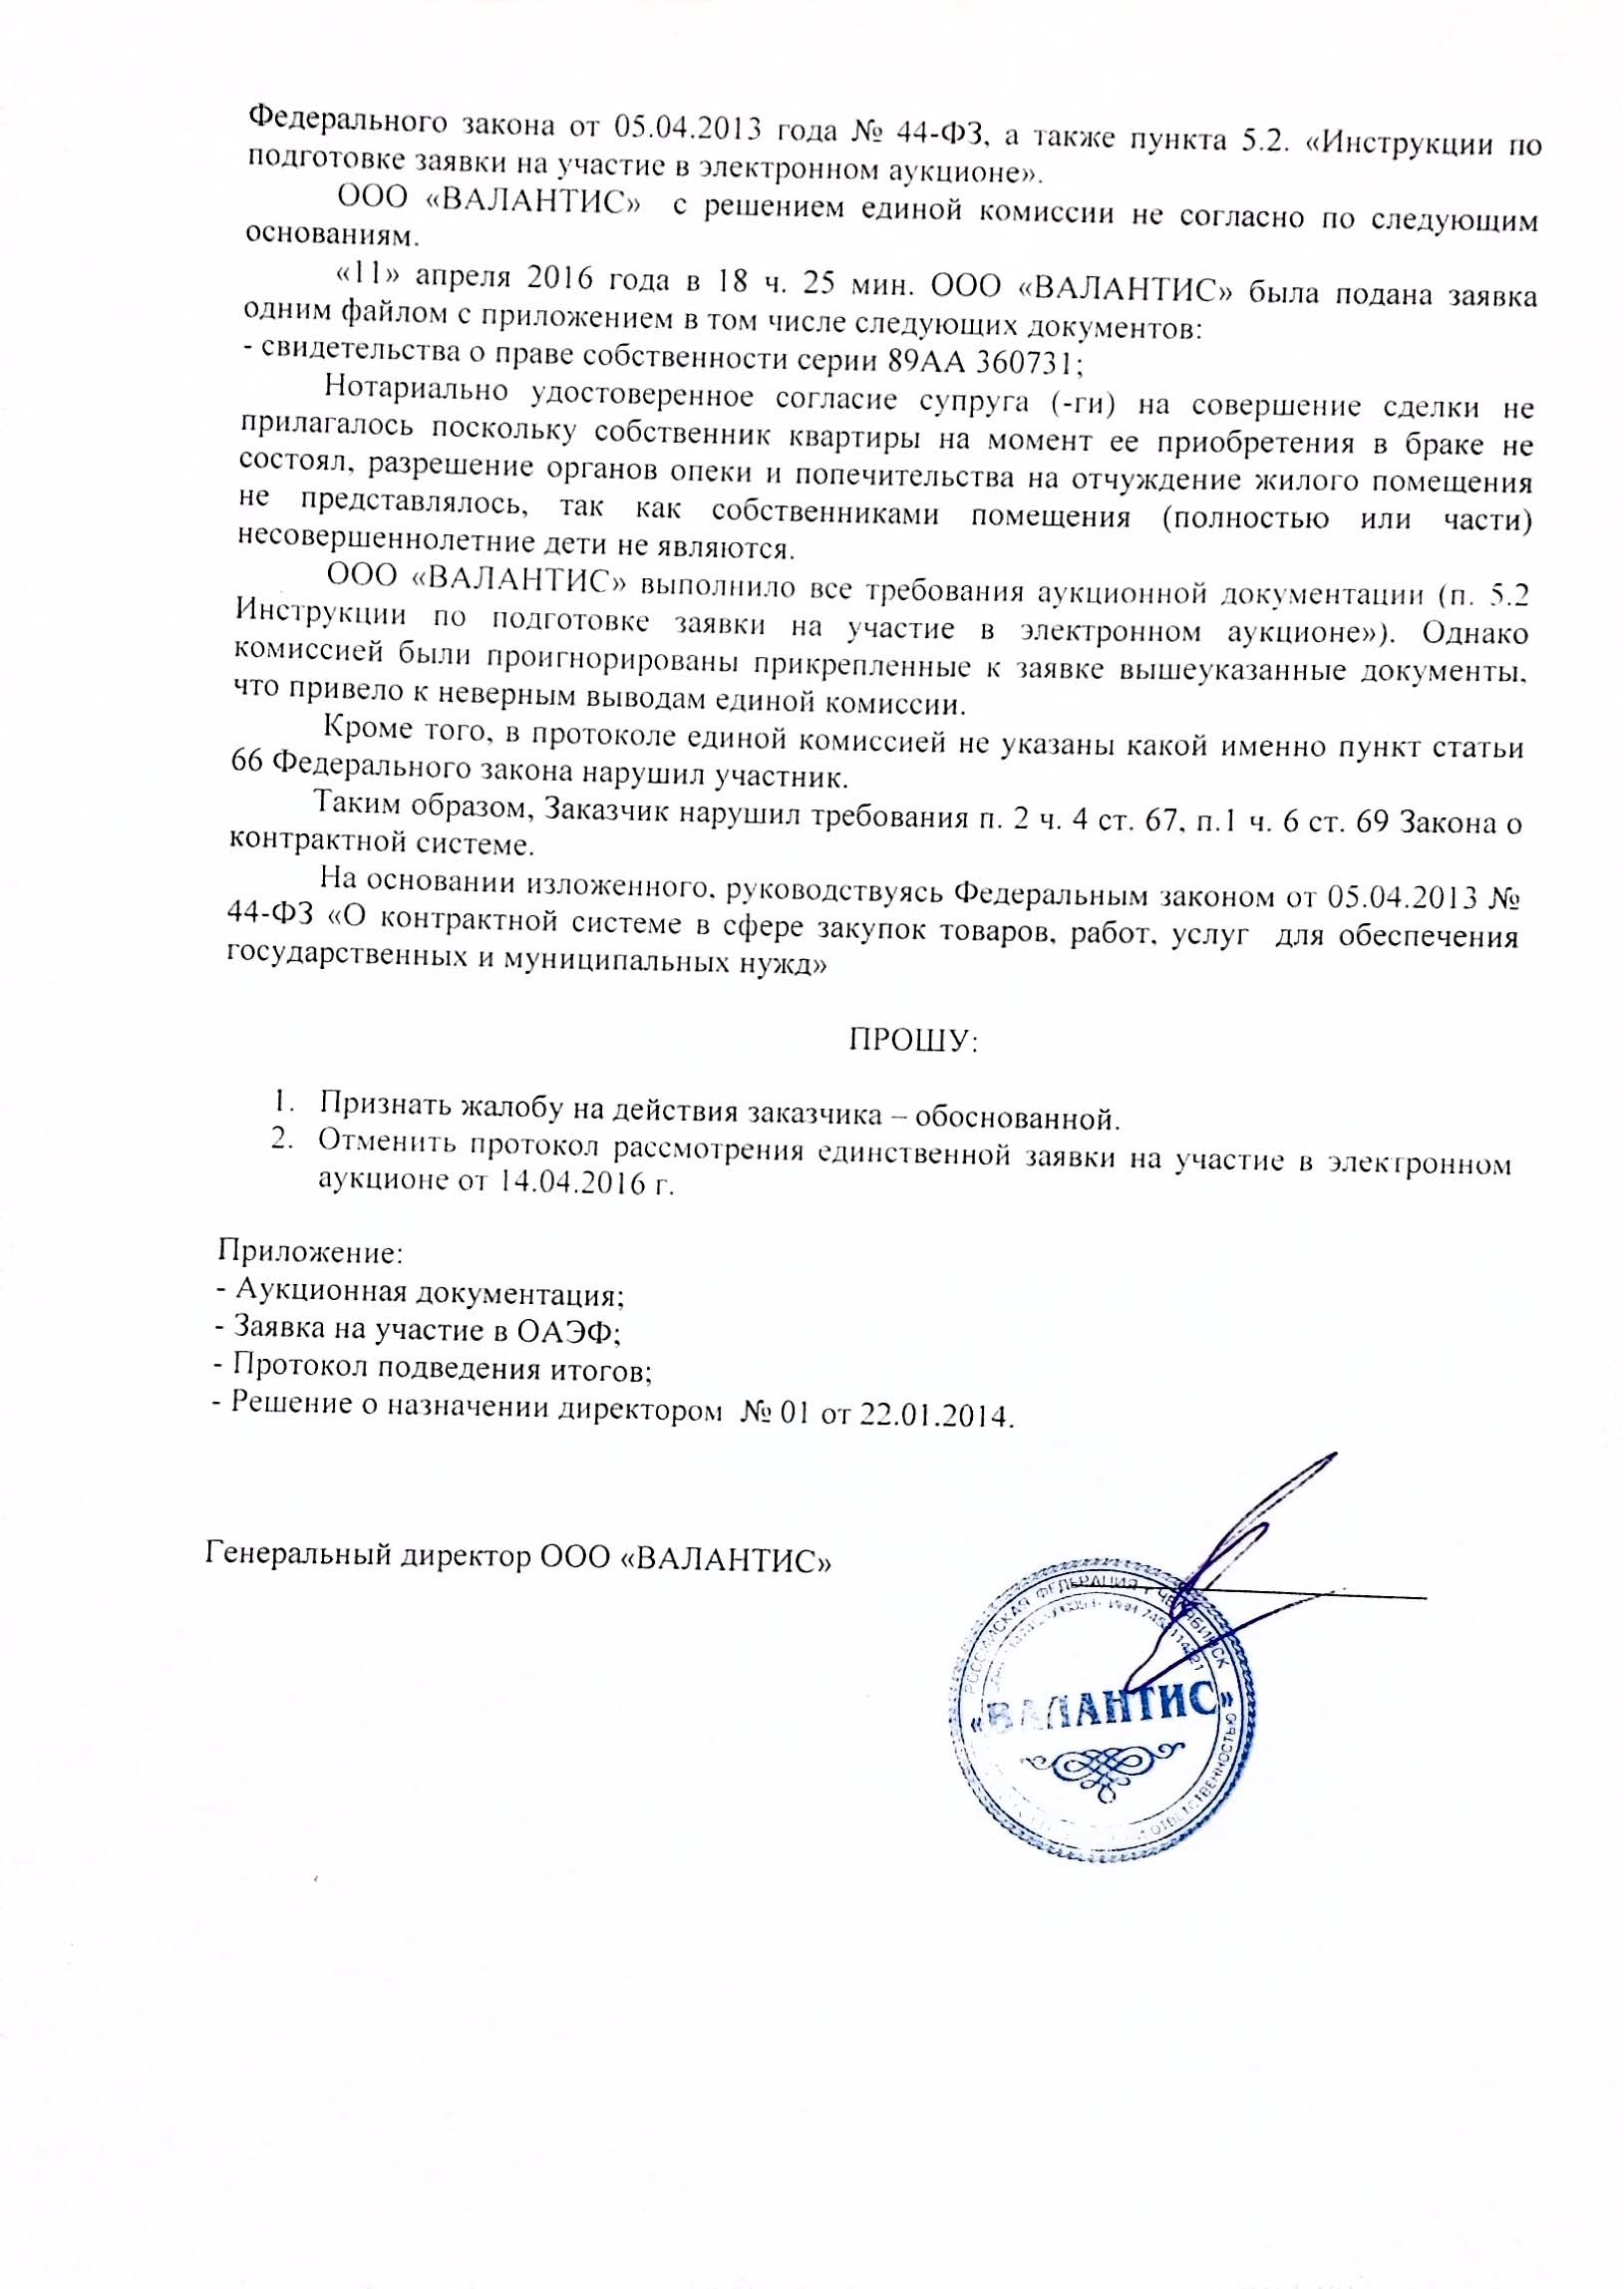 Федерального закона от 05.04.2013 года № 44-ФЗ, а также пункта 5.2. «Инструкции по
подготовке заявки на участие в электронном аукционе».
ООО «ВАЛАНТИС» с решением единой комиссии не согласно по следующим
основаниям.
«11» апреля 2016 года в 18 ч. 25 мин. ООО «ВАЛАНТИС» была подана заявка
одним файлом с приложением в том числе следующих документов:
- свидетельства о праве собственности серии 89АА 360731;
Нотариально удостоверенное согласие супруга (-ги) на совершение сделки не
прилагалось поскольку собственник квартиры на момент ее приобретения в браке не
состоял, разрешение органов опеки и попечительства на отчуждение жилого помещения
не представлялось, так как собственниками помещения (полностью или части)
несовершеннолетние дети не являются.
ООО «ВАЛАНТИС» выполнило все требования аукционной документации (п. 5.2
Инструкции по подготовке заявки на участие в электронном аукционе»). Однако
комиссией были проигнорированы прикрепленные к заявке вышеуказанные документы,
что привело к неверным выводам единой комиссии.
Кроме того, в протоколе единой комиссией не указаны какой именно пункт статьи
66 Федерального закона нарушил участник.
Таким образом, Заказчик нарушил требования п. 2 ч. 4 ст. 67, п.1 ч. 6 ст. 69 Закона о
контрактной системе.
На основании изложенного, руководствуясь Федеральным законом от 05.04.2013 №
44-ФЗ «О контрактной системе в сфере закупок товаров, работ, услуг для обеспечения
государственных и муниципальных нужд»
ПРОШУ:
1. Признать жалобу на действия заказчика – обоснованной.
2. Отменить протокол рассмотрения единственной заявки на участие в электронном
аукционе от 14.04.2016 г.
Приложение:
- Аукционная документация;
- Заявка на участие в ОАЭФ;
- Протокол подведения итогов;
- Решение о назначении директором № 01 от 22.01.2014.
Генеральный директор ООО «ВАЛАНТИС»
РОССИЙСКАЯ ФЕДЕРАЦИЯ г ЧЕЛЯБИНСК
ИНН
«ВАЛАНТИС»
ОТВЕТСТВЕННОСТЬЮ